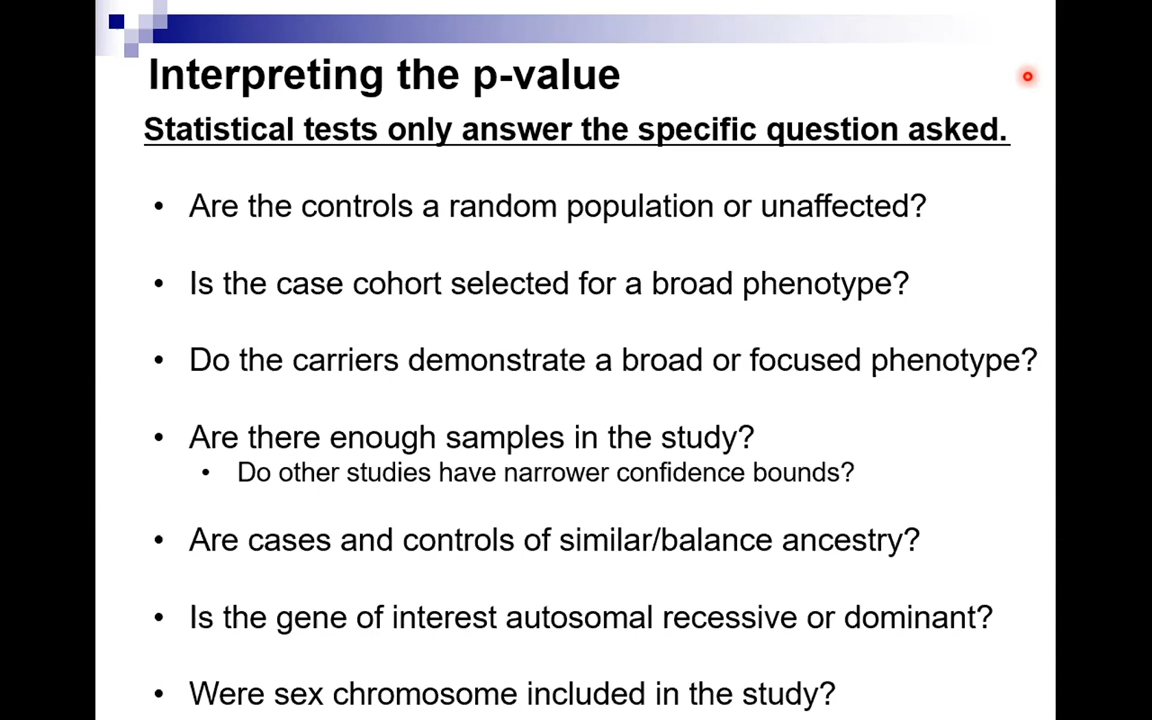 Interpreting the p-value
Statistical tests only answer the specific question asked.
• Are the controls a random population or unaffected?
• Is the case cohort selected for a broad phenotype?
• Do the carriers demonstrate a broad or focused phenotype?
• Are there enough samples in the study?
• Do other studies have narrower confidence bounds?
• Are cases and controls of similar/balance ancestry?
• Is the gene of interest autosomal recessive or dominant?
• Were sex chromosome included in the study?